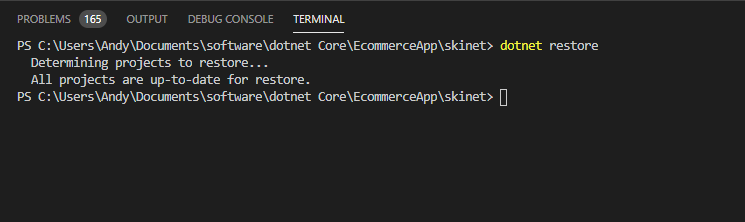 PROBLEMS 165 OUTPUT DEBUG CONSOLE TERMINAL
PS C:\Users\Andy\Documents\software\dotnet Core\EcommerceApp\skinet> dotnet restore
  Determining projects to restore...
  All projects are up-to-date for restore.
PS C:\Users\Andy\Documents\software\dotnet Core\EcommerceApp\skinet>